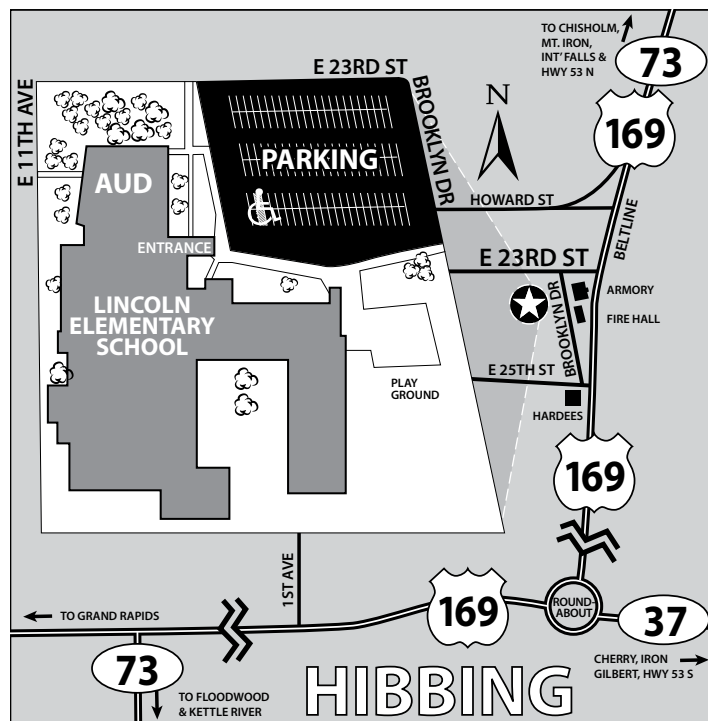 TO CHISHOLM,
MT. IRON,
INT' FALLS &
HWY 53 N
73
169
E 23RD ST
BROOKLYN DR
E 11TH AVE
N
PARKING
AUD
HOWARD ST
BELTLINE
ENTRANCE
E 23RD ST
LINCOLN
ELEMENTARY
SCHOOL
BROOKLYN DR
ARMORY
FIRE HALL
E 25TH ST
PLAY
GROUND
HARDEES
169
1ST AVE
ROUND-
ABOUT
169
37
TO GRAND RAPIDS
73
TO FLOODWOOD
& KETTLE RIVER
CHERRY, IRON
GILBERT, HWY 53 S
HIBBING